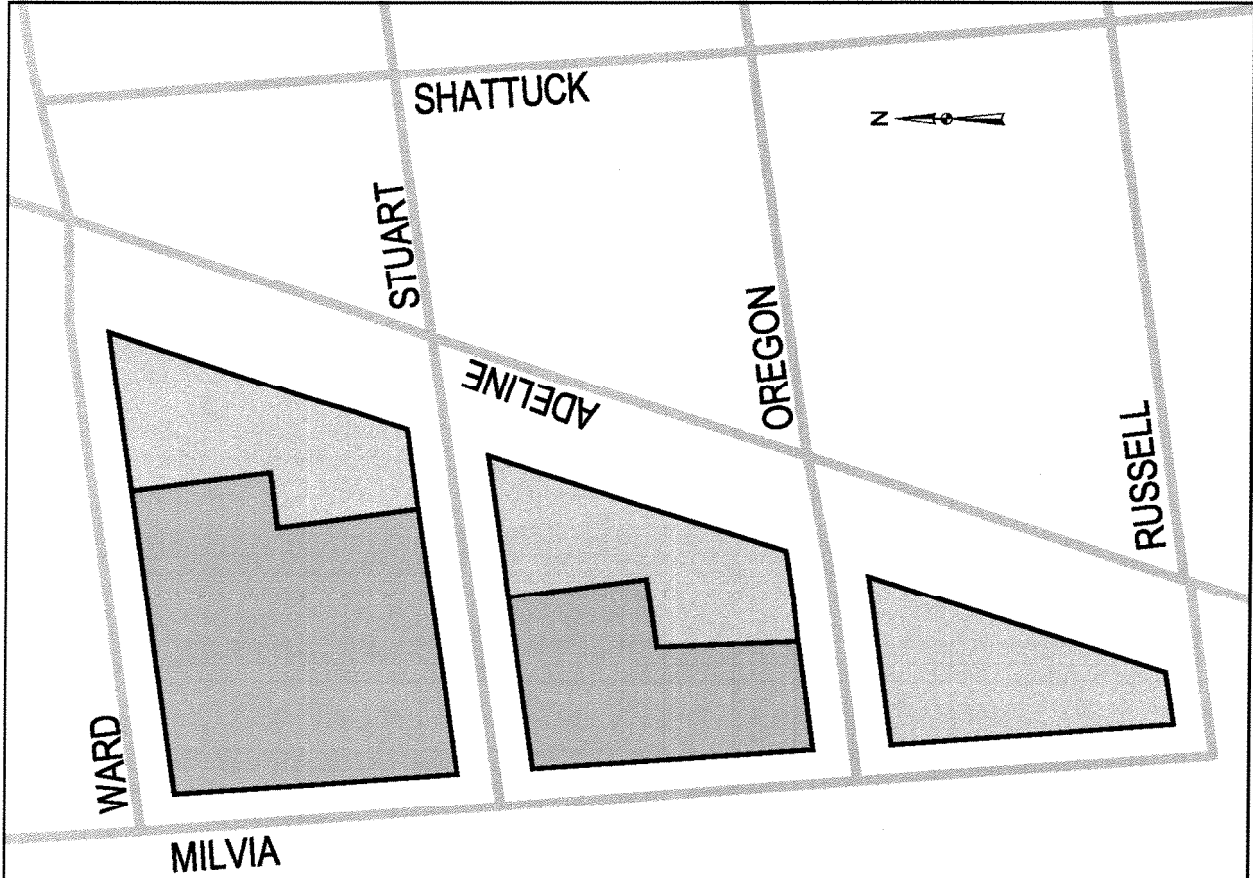 SHATTUCK
N
STUART
OREGON
ADELINE
RUSSELL
WARD
MILVIA